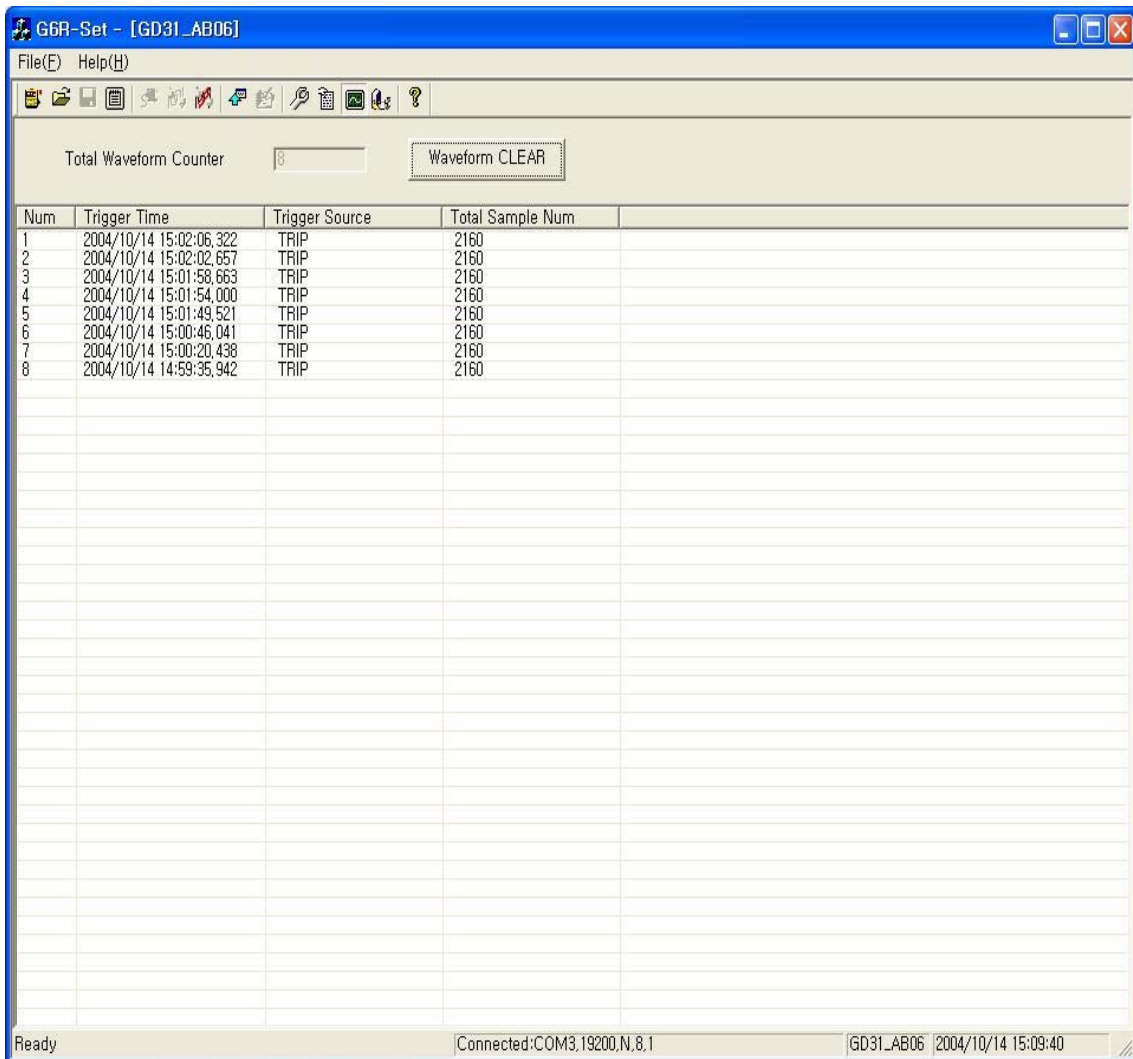 G6R-Set - [GD31_AB06]
File(F) Help(H)
Total Waveform Counter 8 Waveform CLEAR
Num Trigger Time Trigger Source Total Sample Num
1 2004/10/14 15:02:06,322 TRIP 2160
2 2004/10/14 15:02:02,657 TRIP 2160
3 2004/10/14 15:01:58,663 TRIP 2160
4 2004/10/14 15:01:54,000 TRIP 2160
5 2004/10/14 15:01:49,521 TRIP 2160
6 2004/10/14 15:00:46,041 TRIP 2160
7 2004/10/14 15:00:20,438 TRIP 2160
8 2004/10/14 14:59:35,942 TRIP 2160
Ready Connected:COM3,19200,N,8,1 GD31_AB06 2004/10/14 15:09:40